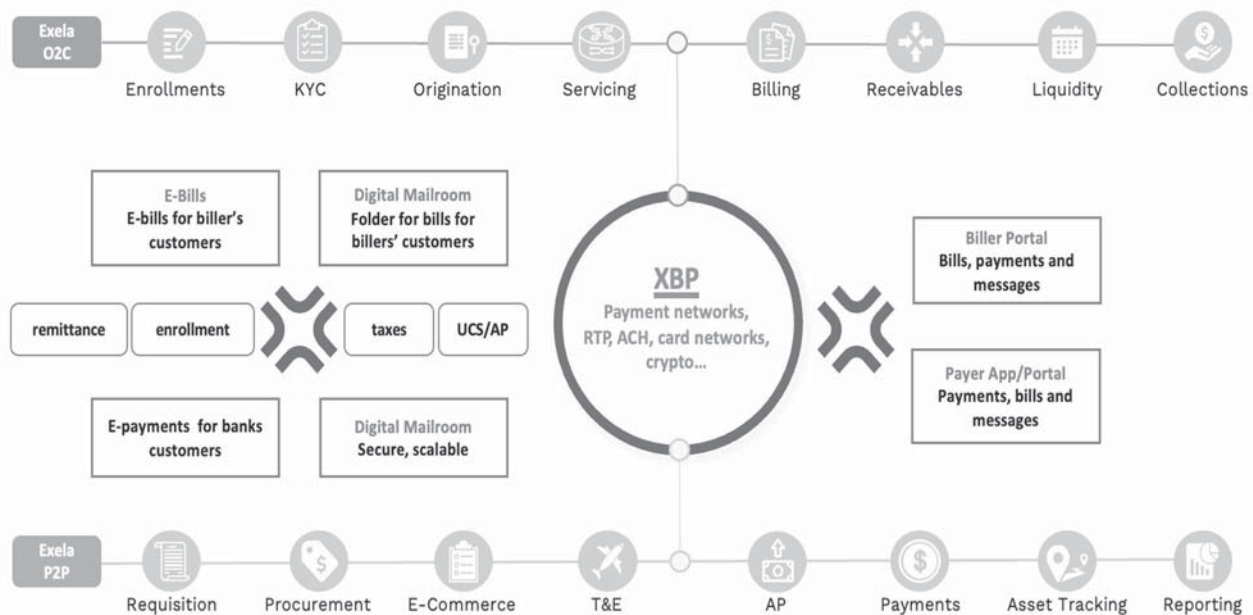 Exela
O2C
Enrollments
KYC
Origination
Servicing
Billing
Receivables
Liquidity
Collections
E-Bills
E-bills for biller's
customers
Digital Mailroom
Folder for bills for
billers' customers
remittance
enrollment
taxes
UCS/AP
E-payments for banks
customers
Digital Mailroom
Secure, scalable
XBP
Payment networks,
RTP, ACH, card networks,
crypto...
Biller Portal
Bills, payments and
messages
Payer App/Portal
Payments, bills and
messages
Exela
P2P
Requisition
Procurement
E-Commerce
T&E
AP
Payments
Asset Tracking
Reporting